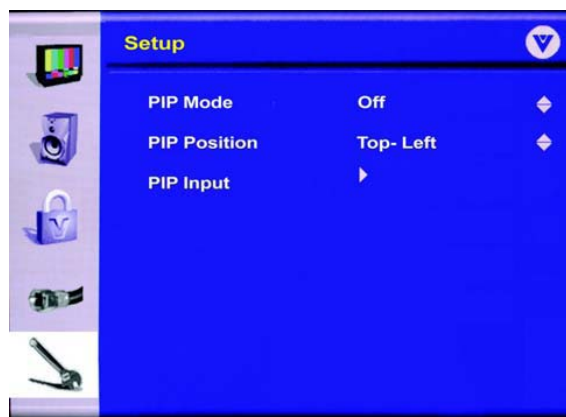 Setup
PIP Mode Off
PIP Position Top- Left
PIP Input